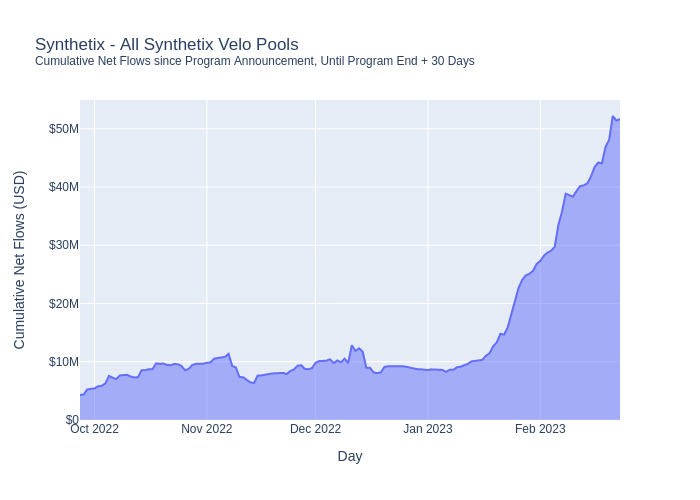 Synthetix - All Synthetix Velo Pools
Cumulative Net Flows since Program Announcement, Until Program End + 30 Days
Cumulative Net Flows (USD)
$50M
$40M
$30M
$20M
$10M
$0
Oct 2022
Nov 2022
Dec 2022
Jan 2023
Feb 2023
Day